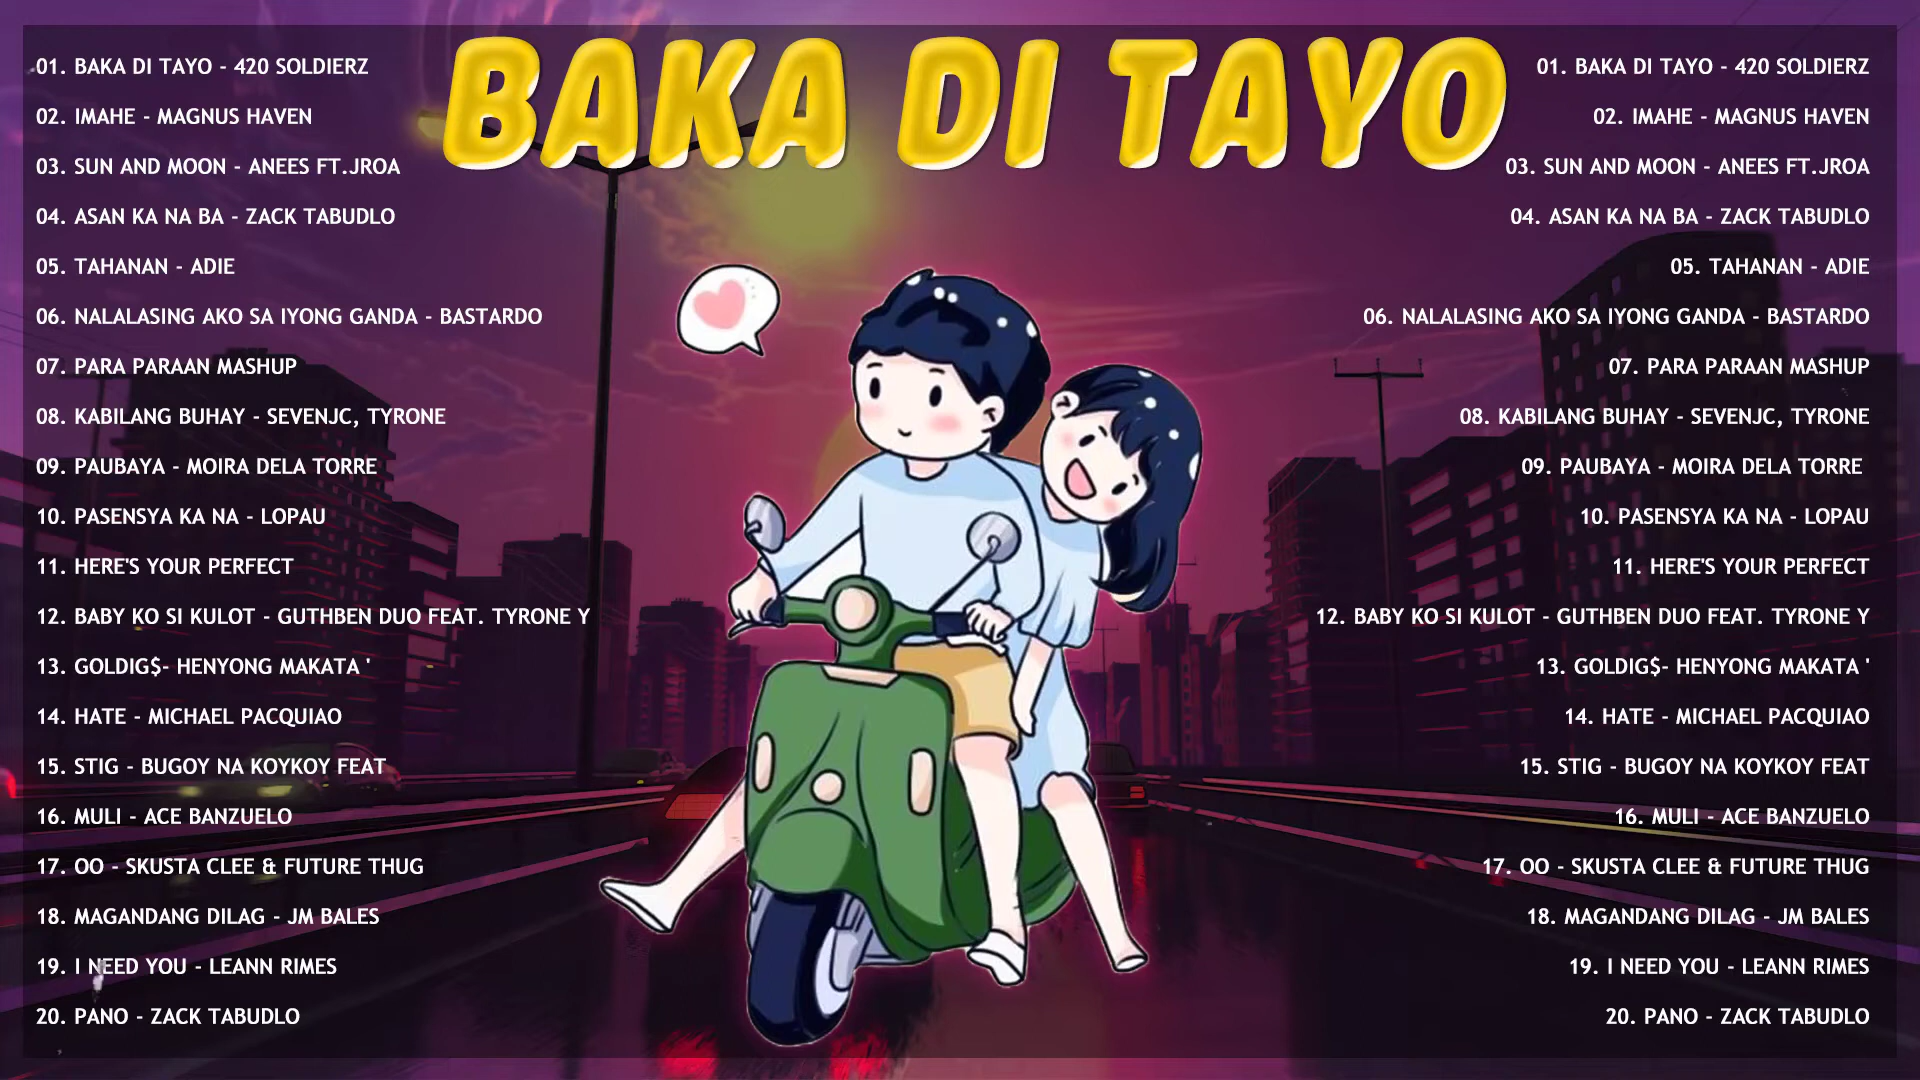 BAKA DI TAYO
01. BAKA DI TAYO - 420 SOLDIERZ
02. IMAHE - MAGNUS HAVEN
03. SUN AND MOON - ANEES FT.JROA
04. ASAN KA NA BA - ZACK TABUDLO
05. TAHANAN - ADIE
06. NALALASING AKO SA IYONG GANDA - BASTARDO
07. PARA PARAAN MASHUP
08. KABILANG BUHAY - SEVENJC, TYRONE
09. PAUBAYA - MOIRA DELA TORRE
10. PASENSYA KA NA - LOPAU
11. HERE'S YOUR PERFECT
12. BABY KO SI KULOT - GUTHBEN DUO FEAT. TYRONE Y
13. GOLDIG$- HENYONG MAKATA '
14. HATE - MICHAEL PACQUIAO
15. STIG - BUGOY NA KOYKOY FEAT
16. MULI - ACE BANZUELO
17. OO - SKUSTA CLEE & FUTURE THUG
18. MAGANDANG DILAG - JM BALES
19. I NEED YOU - LEANN RIMES
20. PANO - ZACK TABUDLO
01. BAKA DI TAYO - 420 SOLDIERZ
02. IMAHE - MAGNUS HAVEN
03. SUN AND MOON - ANEES FT.JROA
04. ASAN KA NA BA - ZACK TABUDLO
05. TAHANAN - ADIE
06. NALALASING AKO SA IYONG GANDA - BASTARDO
07. PARA PARAAN MASHUP
08. KABILANG BUHAY - SEVENJC, TYRONE
09. PAUBAYA - MOIRA DELA TORRE
10. PASENSYA KA NA - LOPAU
11. HERE'S YOUR PERFECT
12. BABY KO SI KULOT - GUTHBEN DUO FEAT. TYRONE Y
13. GOLDIG$- HENYONG MAKATA '
14. HATE - MICHAEL PACQUIAO
15. STIG - BUGOY NA KOYKOY FEAT
16. MULI - ACE BANZUELO
17. OO - SKUSTA CLEE & FUTURE THUG
18. MAGANDANG DILAG - JM BALES
19. I NEED YOU - LEANN RIMES
20. PANO - ZACK TABUDLO